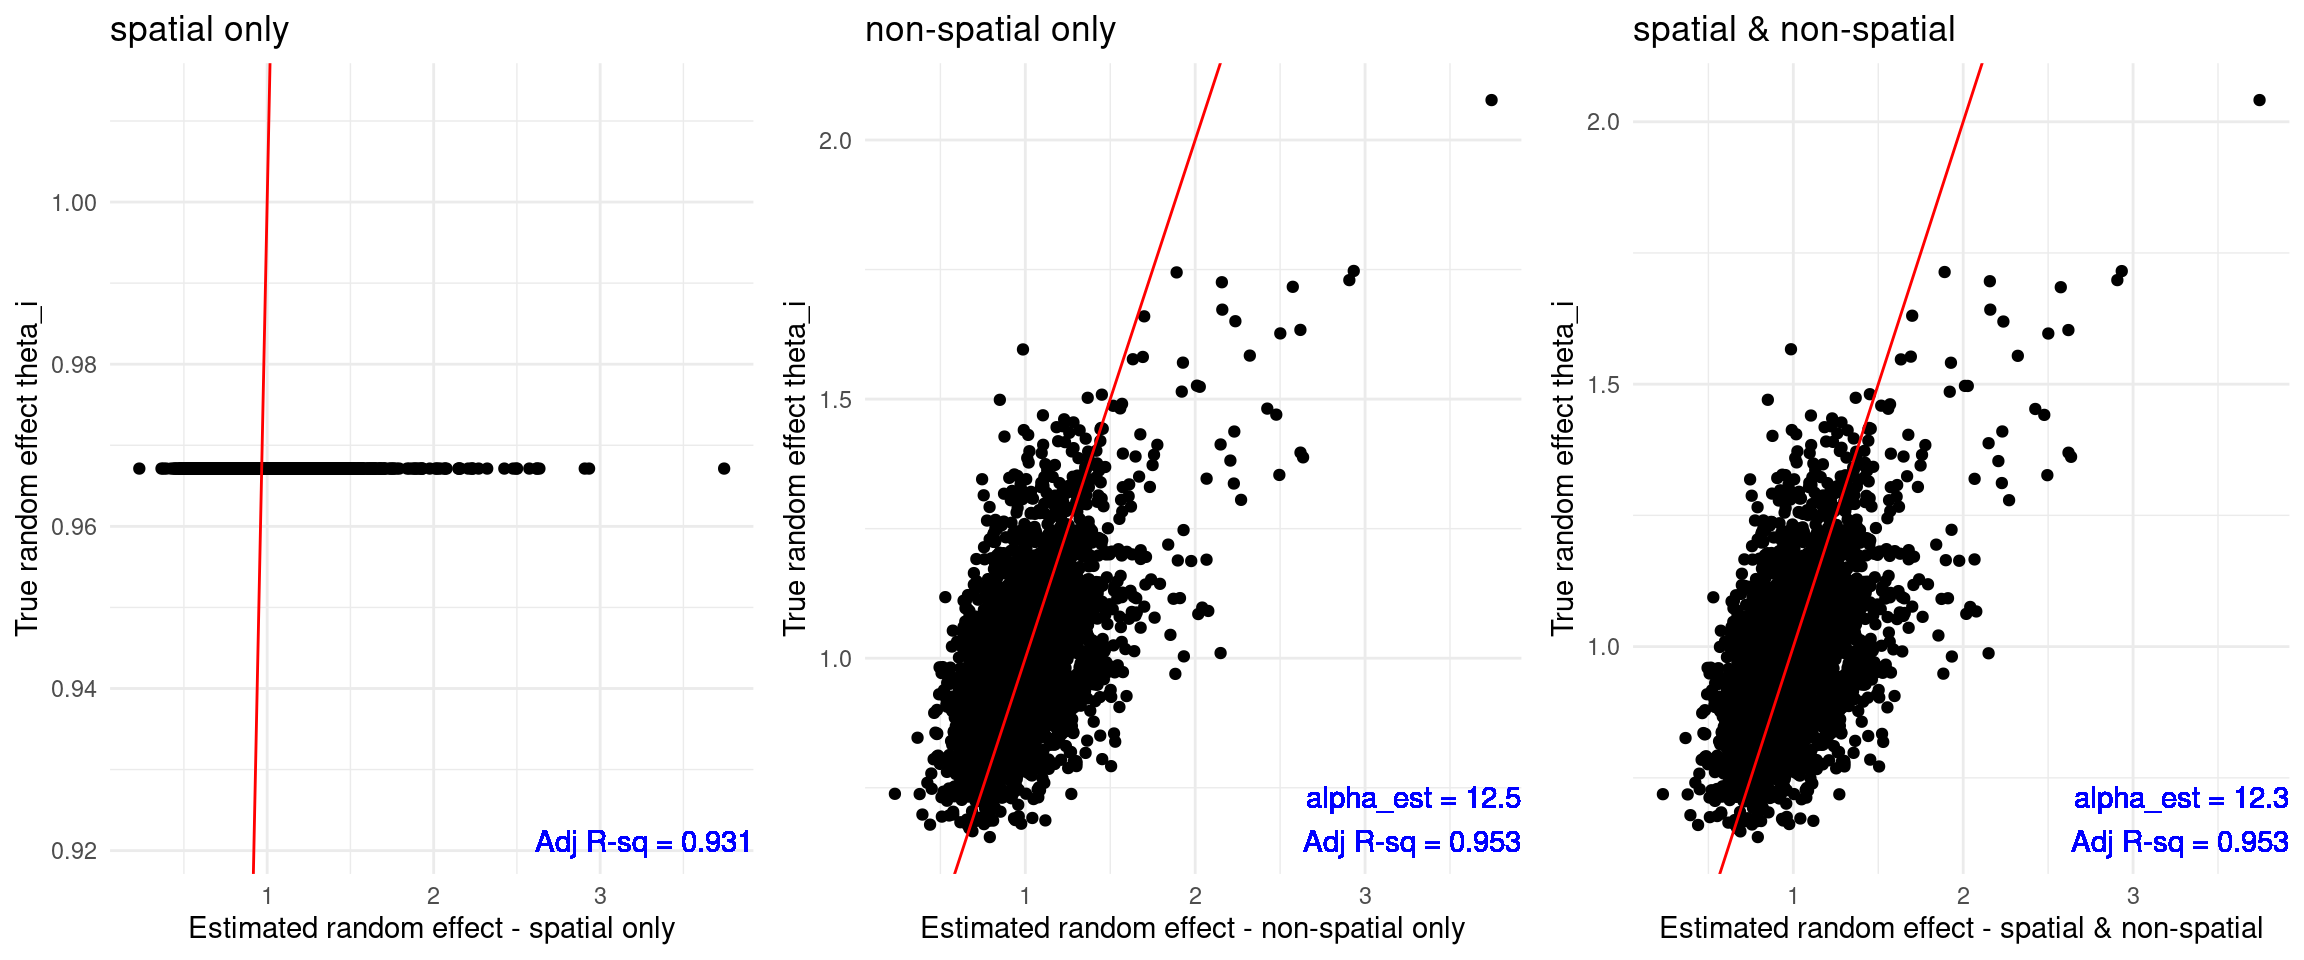 spatial only
True random effect theta_i
1.00
0.98
0.96
0.94
0.92
Adj R-sq = 0.931
1 2 3
Estimated random effect - spatial only
non-spatial only
True random effect theta_i
2.0
1.5
1.0
alpha_est = 12.5
Adj R-sq = 0.953
1 2 3
Estimated random effect - non-spatial only
spatial & non-spatial
True random effect theta_i
2.0
1.5
1.0
alpha_est = 12.3
Adj R-sq = 0.953
1 2 3
Estimated random effect - spatial & non-spatial